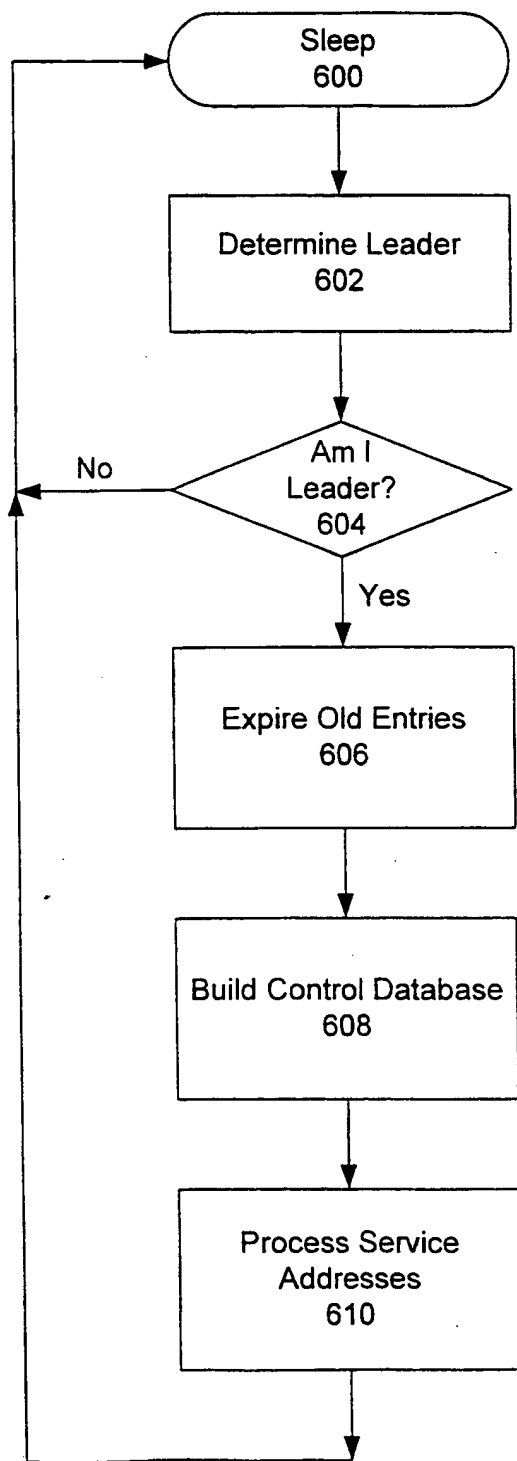 Sleep
600
Determine Leader
602
Am I
Leader?
604
No
Yes
Expire Old Entries
606
Build Control Database
608
Process Service
Addresses
610